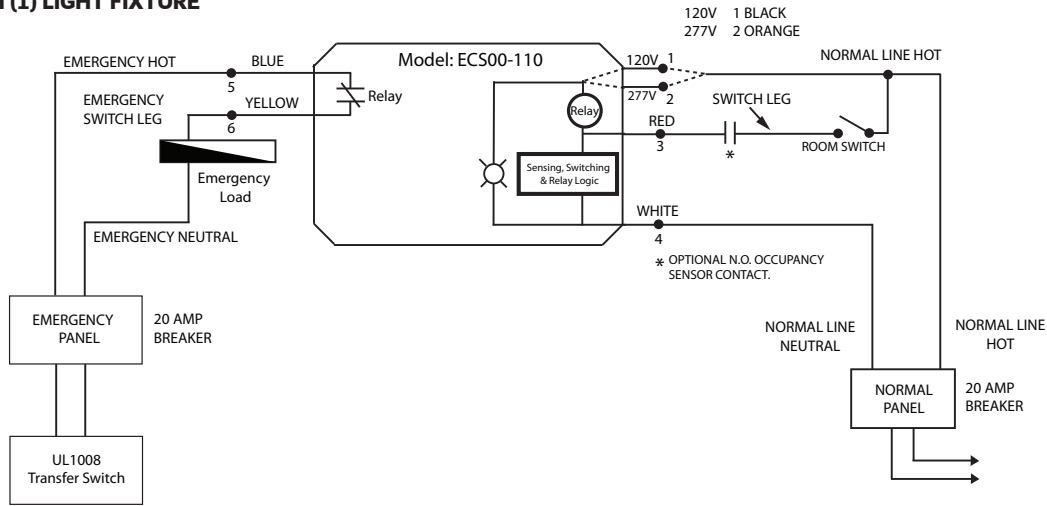 (1) LIGHT FIXTURE
120V 1 BLACK
277V 2 ORANGE
EMERGENCY HOT
BLUE
5
EMERGENCY
SWITCH LEG
YELLOW
6
Emergency
Load
EMERGENCY NEUTRAL
EMERGENCY
PANEL
20 AMP
BREAKER
UL1008
Transfer Switch
Model: ECS00-110
Relay
Relay
Sensing, Switching
& Relay Logic
120V 1
277V 2
NORMAL LINE HOT
SWITCH LEG
RED
3
*
ROOM SWITCH
WHITE
4
* OPTIONAL N.O. OCCUPANCY
SENSOR CONTACT.
NORMAL LINE
NEUTRAL
NORMAL LINE
HOT
NORMAL
PANEL
20 AMP
BREAKER